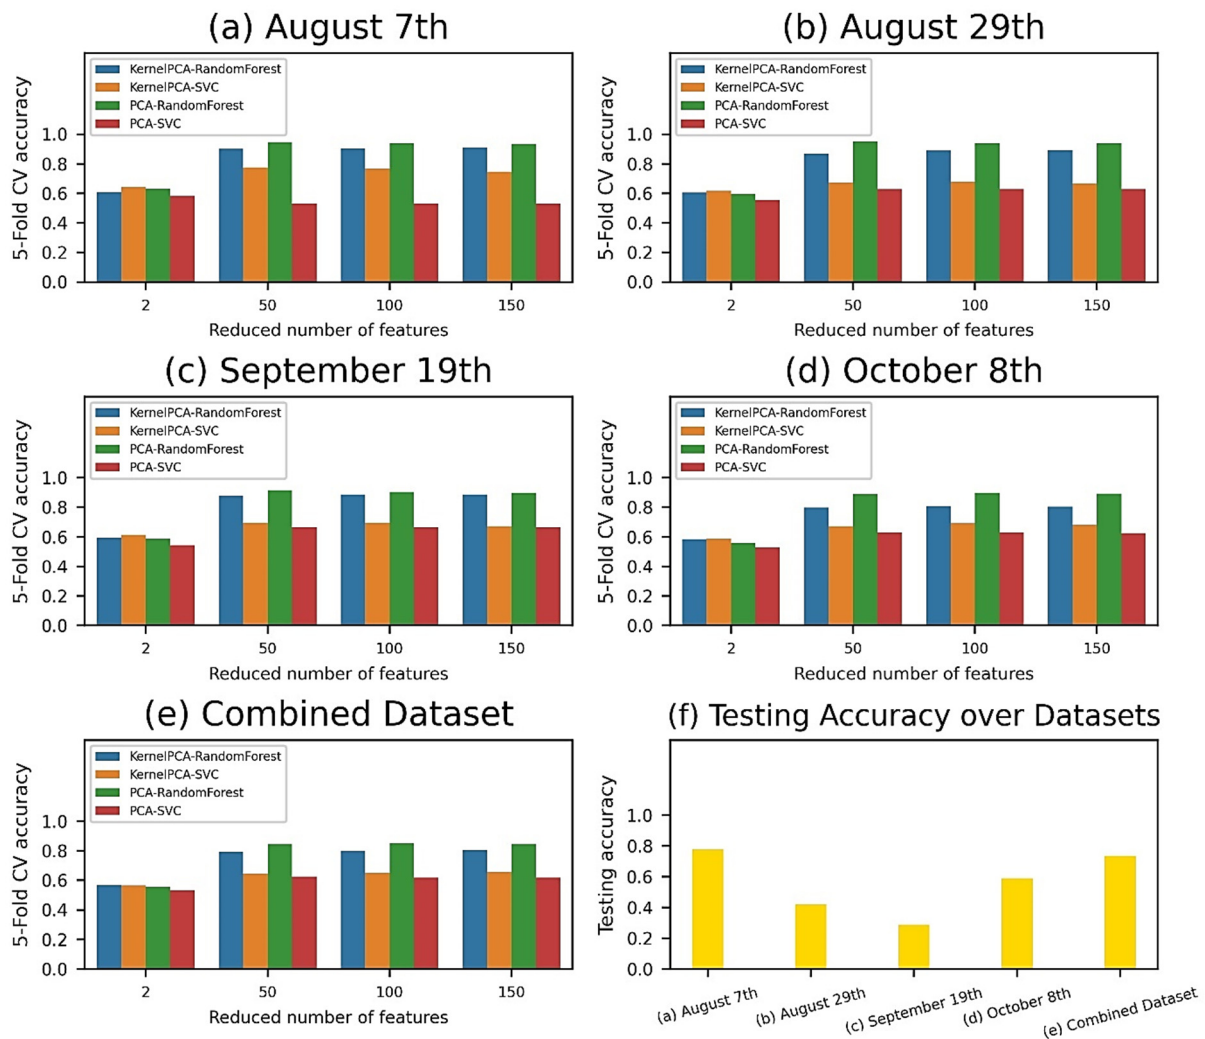 (a) August 7th
KernelPCA-RandomForest
KernelPCA-SVC
PCA-RandomForest
PCA-SVC
5-Fold CV accuracy
1.0
0.8
0.6
0.4
0.2
0.0
2 50 100 150
Reduced number of features
(b) August 29th
KernelPCA-RandomForest
KernelPCA-SVC
PCA-RandomForest
PCA-SVC
5-Fold CV accuracy
1.0
0.8
0.6
0.4
0.2
0.0
2 50 100 150
Reduced number of features
(c) September 19th
KernelPCA-RandomForest
KernelPCA-SVC
PCA-RandomForest
PCA-SVC
5-Fold CV accuracy
1.0
0.8
0.6
0.4
0.2
0.0
2 50 100 150
Reduced number of features
(d) October 8th
KernelPCA-RandomForest
KernelPCA-SVC
PCA-RandomForest
PCA-SVC
5-Fold CV accuracy
1.0
0.8
0.6
0.4
0.2
0.0
2 50 100 150
Reduced number of features
(e) Combined Dataset
KernelPCA-RandomForest
KernelPCA-SVC
PCA-RandomForest
PCA-SVC
5-Fold CV accuracy
1.0
0.8
0.6
0.4
0.2
0.0
2 50 100 150
Reduced number of features
(f) Testing Accuracy over Datasets
Testing accuracy
1.0
0.8
0.6
0.4
0.2
0.0
(a) August 7th
(b) August 29th
(c) September 19th
(d) October 8th
(e) Combined Dataset